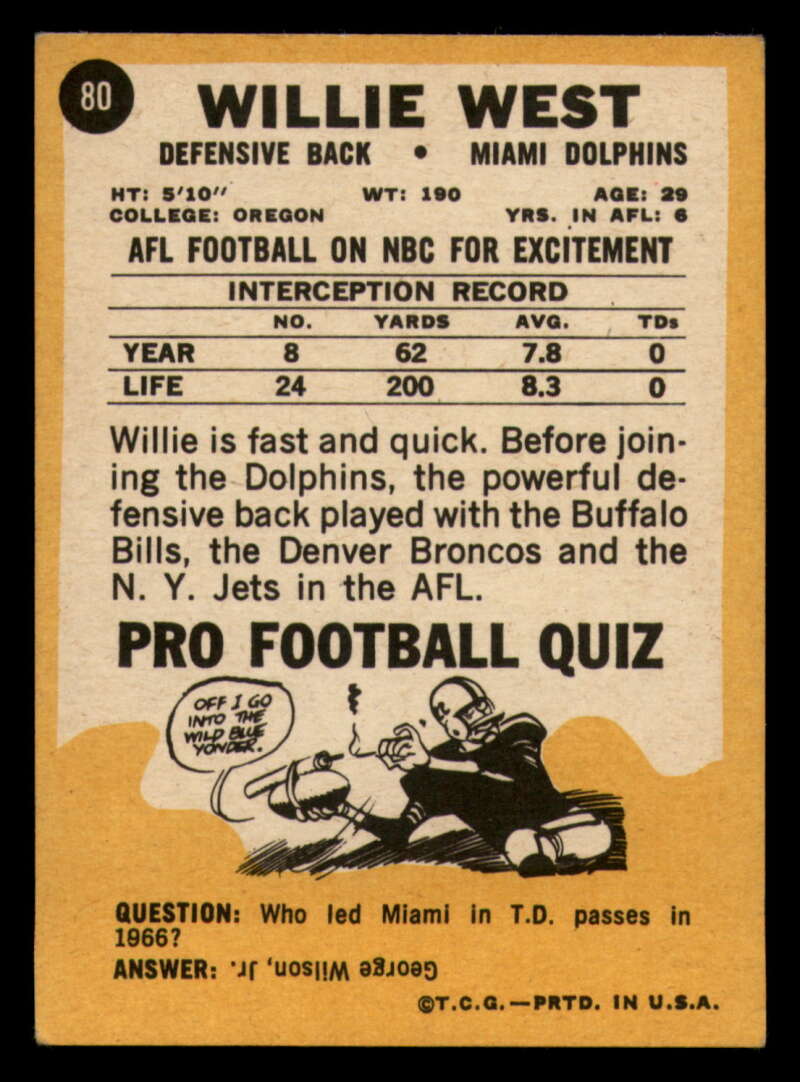 80
WILLIE WEST
DEFENSIVE BACK • MIAMI DOLPHINS
HT: 5'10" WT: 190 AGE: 29
COLLEGE: OREGON YRS. IN AFL: 6
AFL FOOTBALL ON NBC FOR EXCITEMENT
INTERCEPTION RECORD
NO. YARDS AVG. TDs
YEAR 8 62 7.8 0
LIFE 24 200 8.3 0
Willie is fast and quick. Before join-
ing the Dolphins, the powerful de-
fensive back played with the Buffalo
Bills, the Denver Broncos and the
N. Y. Jets in the AFL.
PRO FOOTBALL QUIZ
OFF I GO
INTO THE
WILD BLUE
YONDER.
QUESTION: Who led Miami in T.D. passes in
1966?
ANSWER: George Wilson, Jr.
©T.C.G.—PRTD. IN U.S.A.